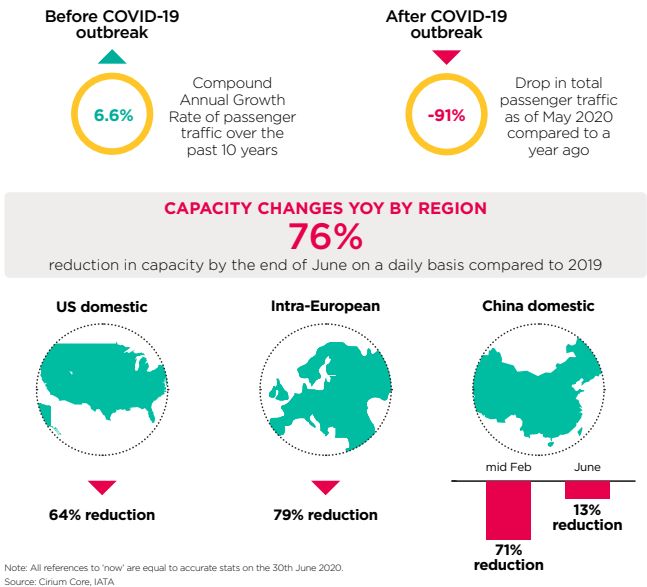 Before COVID-19
outbreak
6.6%
Compound
Annual Growth
Rate of passenger
traffic over the
past 10 years
After COVID-19
outbreak
-91%
Drop in total
passenger traffic
as of May 2020
compared to a
year ago
CAPACITY CHANGES YOY BY REGION
76%
reduction in capacity by the end of June on a daily basis compared to 2019
US domestic
64% reduction
Intra-European
79% reduction
China domestic
mid Feb
June
71%
reduction
13%
reduction
Note: All references to ‘now’ are equal to accurate stats on the 30th June 2020.
Source: Cirium Core, IATA